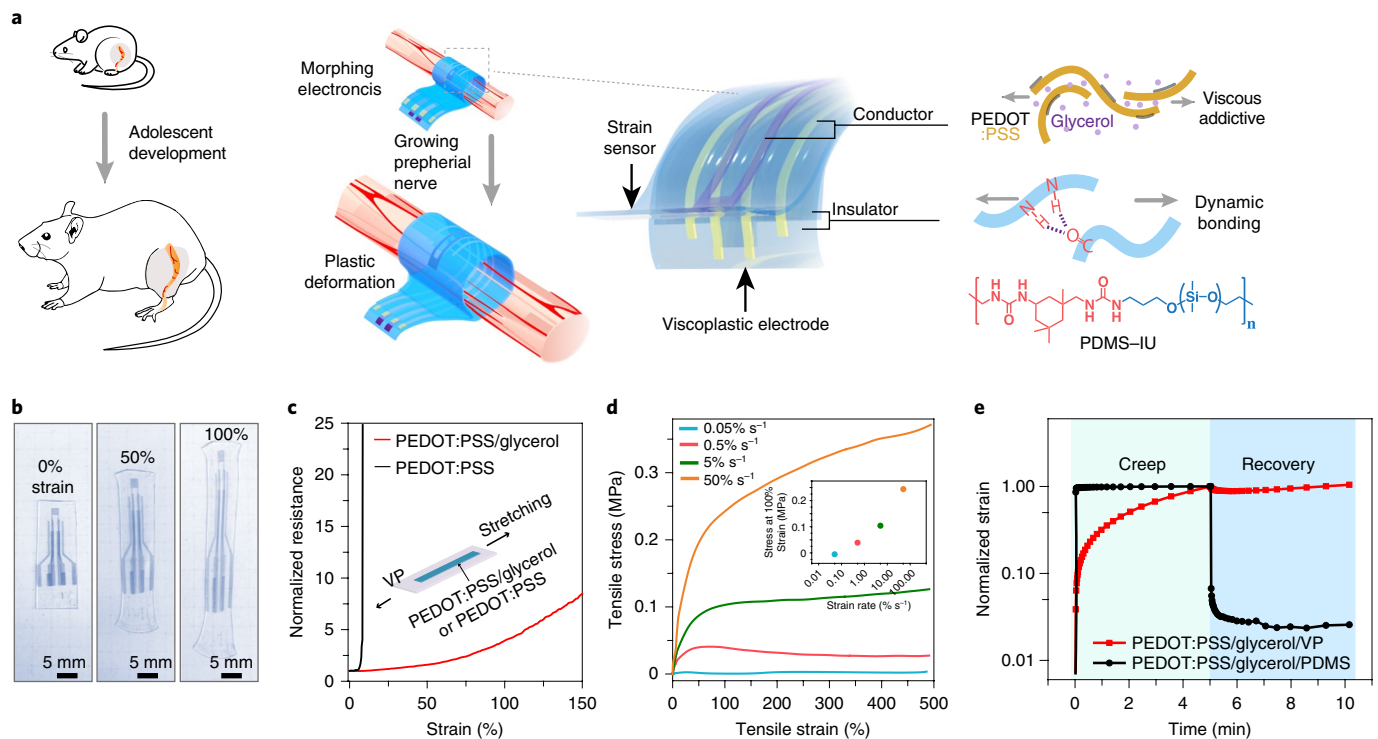 a
Adolescent
development
Morphing
electroncis
Growing
prepherial
nerve
Plastic
deformation
Strain
sensor
Conductor
Insulator
Viscoplastic electrode
PEDOT
:PSS
Glycerol
Viscous
addictive
N
H
N
H
O
C
Dynamic
bonding
H
N
H
N
O
O
N
H
N
H
O
Si–O
n
PDMS–IU
b
0%
strain
50%
100%
5 mm
5 mm
5 mm
c
Normalized resistance
25
20
15
10
5
0
PEDOT:PSS/glycerol
PEDOT:PSS
Stretching
VP
PEDOT:PSS/glycerol
or PEDOT:PSS
0
50
100
150
Strain (%)
d
Tensile stress (MPa)
0.3
0.2
0.1
0
0.05% s⁻¹
0.5% s⁻¹
5% s⁻¹
50% s⁻¹
Stress at 100%
Strain (MPa)
0.2
0.1
0
0.01
0.10
1.00
10.00
100.00
Strain rate (% s⁻¹)
0
100
200
300
400
500
Tensile strain (%)
e
Normalized strain
1.00
0.10
0.01
Creep
Recovery
PEDOT:PSS/glycerol/VP
PEDOT:PSS/glycerol/PDMS
0
2
4
6
8
10
Time (min)